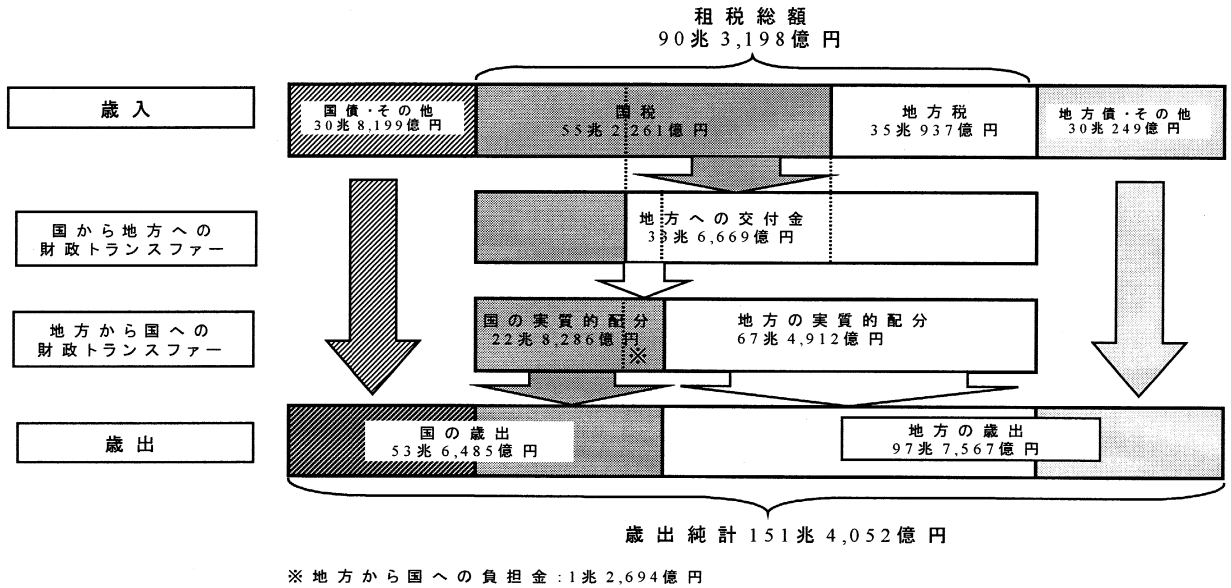 租税総額
90兆 3,198億 円
歳 入
国 債・そ の 他
30兆 8,199億 円
国 税
55兆 2,261億 円
地 方 税
35兆 937億 円
地 方 債・そ の 他
30兆 249億 円
国 か ら 地 方 へ の
財 政 ト ラ ン ス フ ァ ー
地 方 へ の 交 付 金
33兆 6,669億 円
地 方 か ら 国 へ の
財 政 ト ラ ン ス フ ァ ー
国 の 実 質 的 配 分
22兆 8,286億 円
※
地 方 の 実 質 的 配 分
67兆 4,912億 円
歳 出
国 の 歳 出
53兆 6,485億 円
地 方 の 歳 出
97兆 7,567億 円
歳 出 純 計 151兆 4,052億 円
※ 地 方 か ら 国 へ の 負 担 金 :1兆 2,694億 円